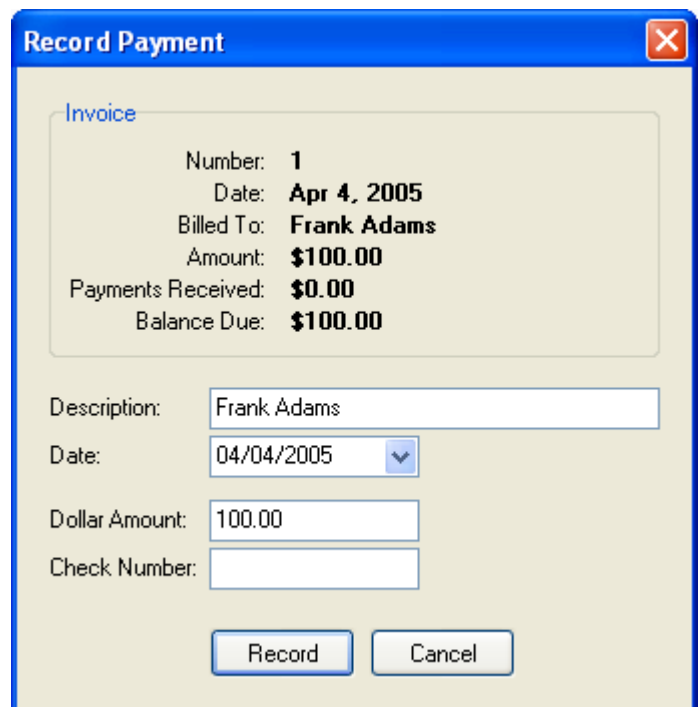 Record Payment
Invoice
Number: 1
Date: Apr 4, 2005
Billed To: Frank Adams
Amount: $100.00
Payments Received: $0.00
Balance Due: $100.00
Description: Frank Adams
Date: 04/04/2005
Dollar Amount: 100.00
Check Number:
Record Cancel